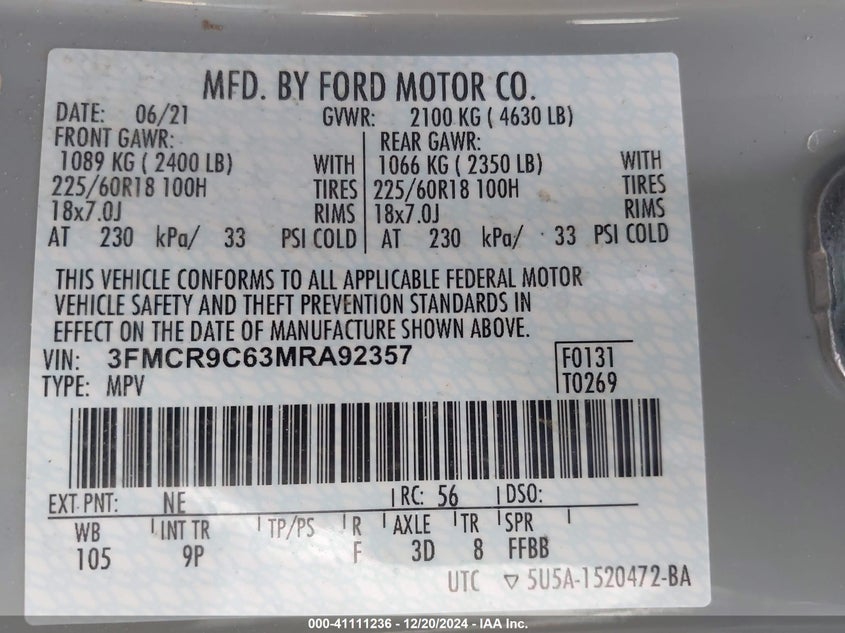 MFD. BY FORD MOTOR CO.
DATE: 06/21 GVWR: 2100 KG ( 4630 LB)
FRONT GAWR: REAR GAWR:
1089 KG ( 2400 LB) WITH 1066 KG ( 2350 LB) WITH
225/60R18 100H TIRES 225/60R18 100H TIRES
18x7.0J RIMS 18x7.0J RIMS
AT 230 kPa/ 33 PSI COLD AT 230 kPa/ 33 PSI COLD
THIS VEHICLE CONFORMS TO ALL APPLICABLE FEDERAL MOTOR
VEHICLE SAFETY AND THEFT PREVENTION STANDARDS IN
EFFECT ON THE DATE OF MANUFACTURE SHOWN ABOVE.
VIN: 3FMCR9C63MRA92357 F0131
TYPE: MPV T0269
EXT PNT: NE RC: 56 DSO:
WB INT TR TP/PS R AXLE TR SPR
105 9P F 3D 8 FFBB
UTC ▽ 5U5A-1520472-BA
000-41111236 - 12/20/2024 - IAA Inc.